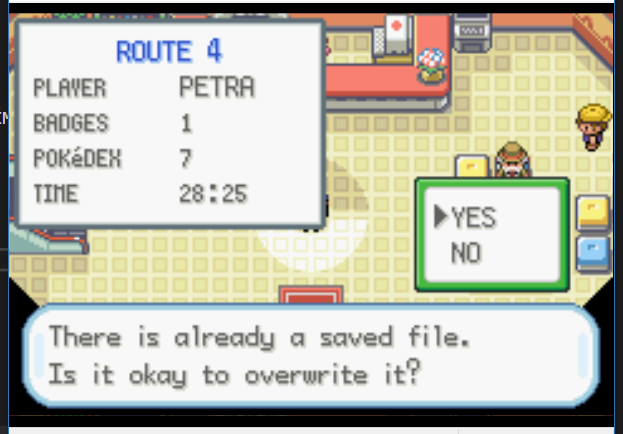 ROUTE 4
PLAYER PETRA
BADGES 1
POKéDEX 7
TIME 28:25
YES
NO
There is already a saved file.
Is it okay to overwrite it?